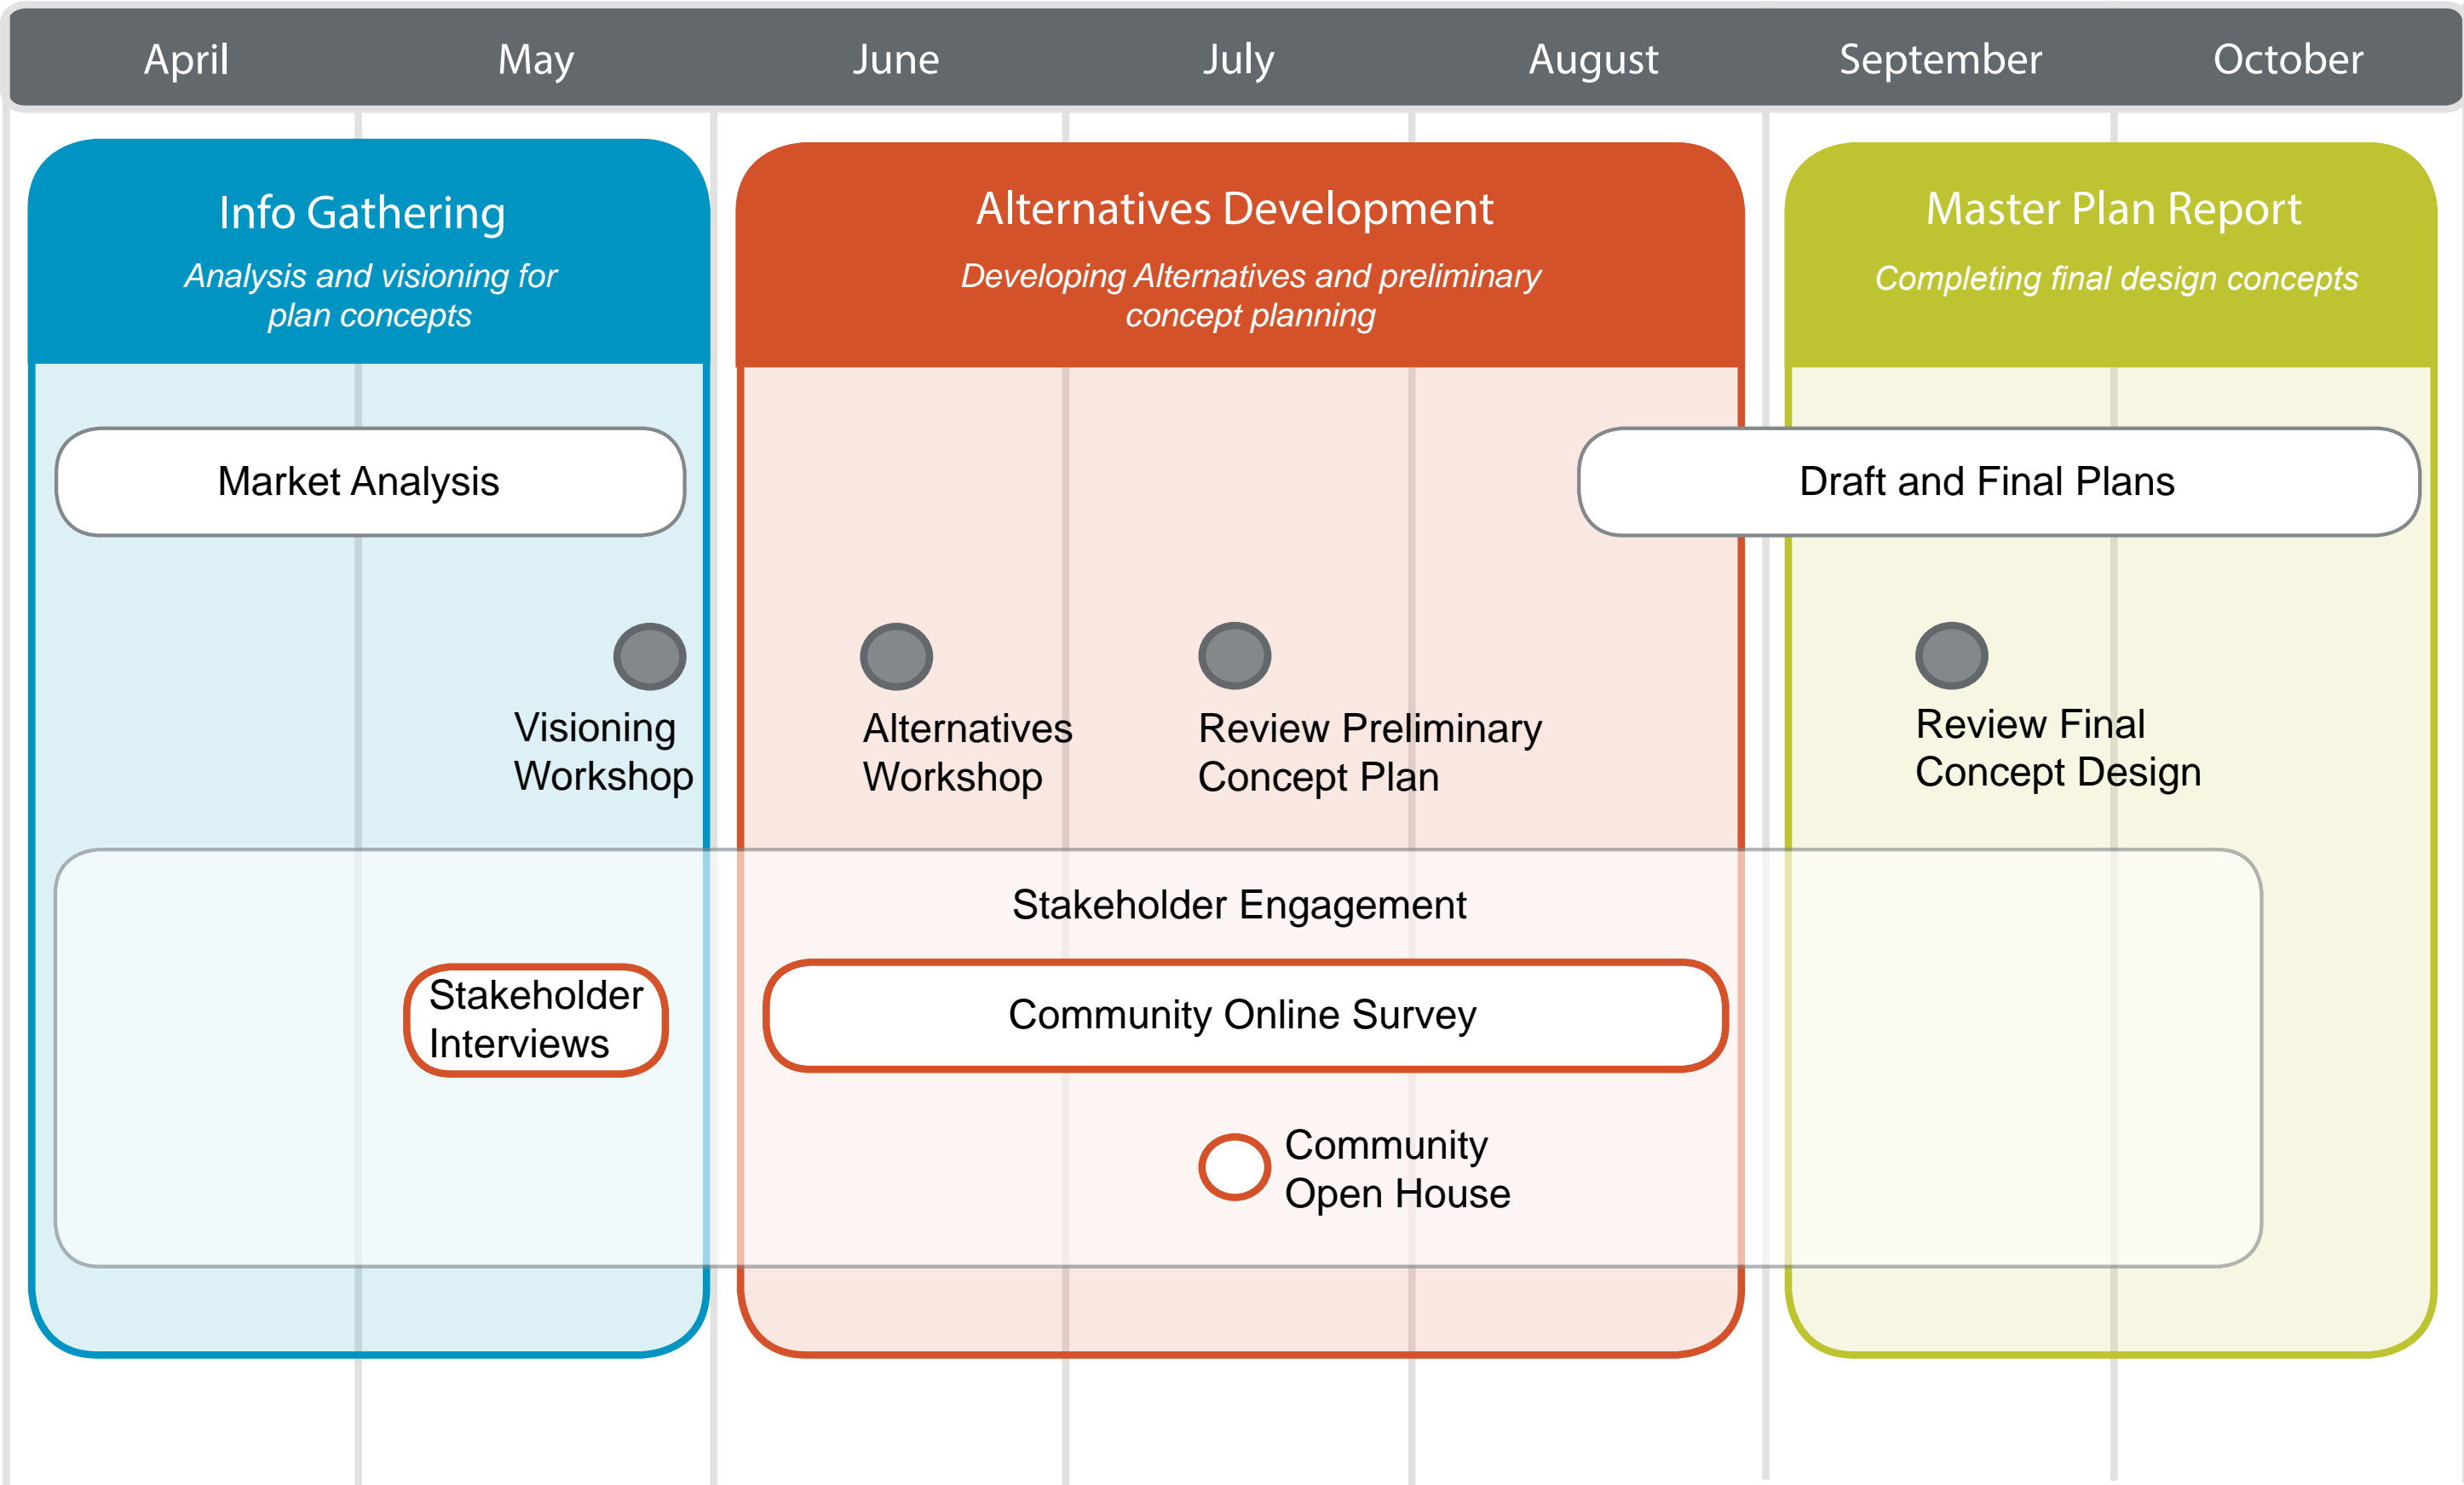 April May June July August September October
Info Gathering
Analysis and visioning for
plan concepts
Alternatives Development
Developing Alternatives and preliminary
concept planning
Master Plan Report
Completing final design concepts
Market Analysis
Draft and Final Plans
Visioning
Workshop
Alternatives
Workshop
Review Preliminary
Concept Plan
Review Final
Concept Design
Stakeholder Engagement
Stakeholder
Interviews
Community Online Survey
Community
Open House